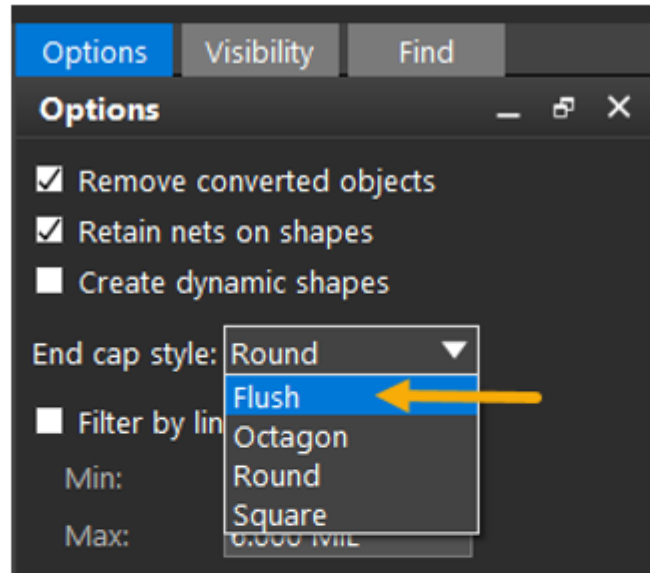 Options Visibility Find
Options
Remove converted objects
Retain nets on shapes
Create dynamic shapes
End cap style: Round
Flush
Filter by lin
Octagon
Min:
Round
Square
Max: